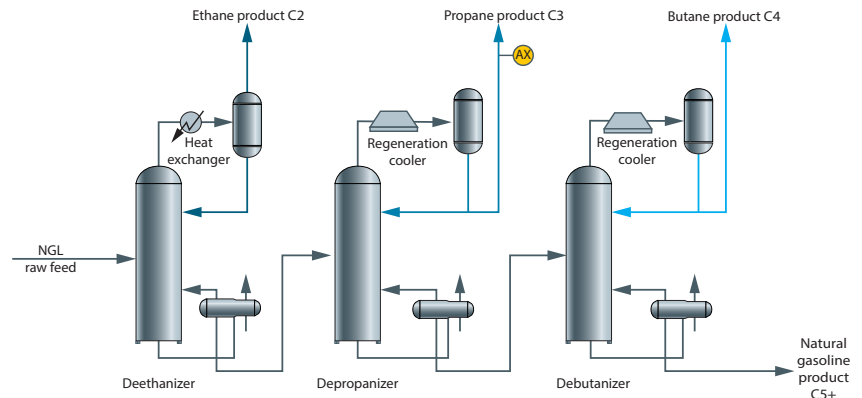 Ethane product C2
Propane product C3
Butane product C4
AX
Heat
exchanger
Regeneration
cooler
Regeneration
cooler
NGL
raw feed
Natural
gasoline
product
C5+
Deethanizer
Depropanizer
Debutanizer